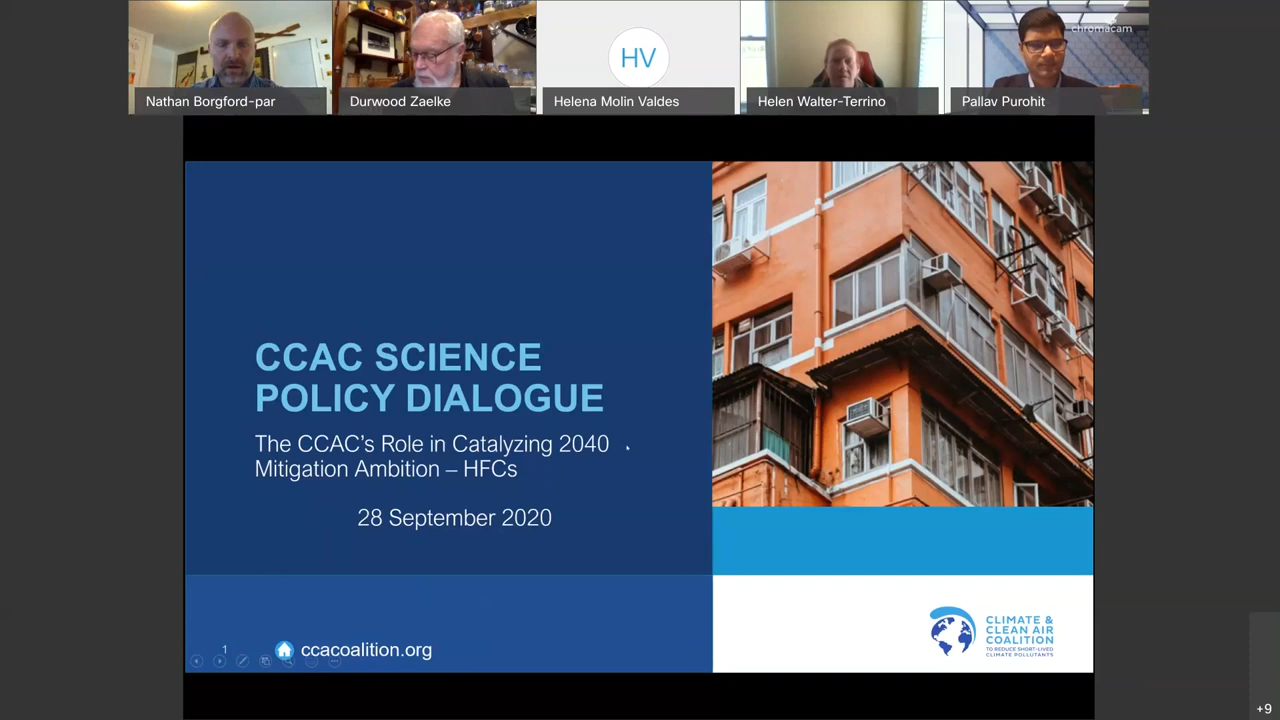 chromacam
HV
Nathan Borgford-par
Durwood Zaelke
Helena Molin Valdes
Helen Walter-Terrino
Pallav Purohit
CCAC SCIENCE
POLICY DIALOGUE
The CCAC's Role in Catalyzing 2040
Mitigation Ambition – HFCs
28 September 2020
1
ccacoalition.org
CLIMATE &
CLEAN AIR
COALITION
TO REDUCE SHORT-LIVED
CLIMATE POLLUTANTS
+9